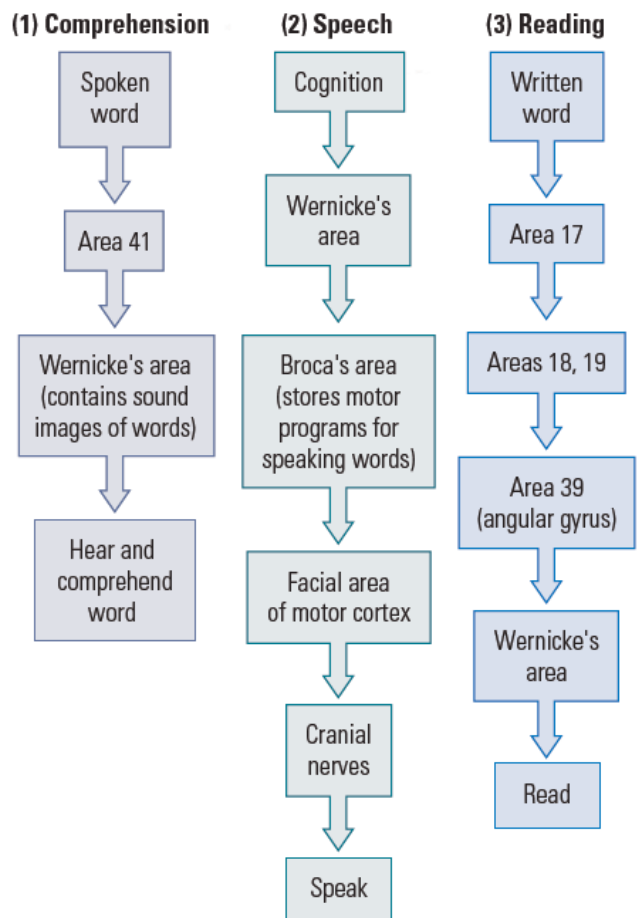 (1) Comprehension
Spoken
word
Area 41
Wernicke's area
(contains sound
images of words)
Hear and
comprehend
word
(2) Speech
Cognition
Wernicke's
area
Broca's area
(stores motor
programs for
speaking words)
Facial area
of motor cortex
Cranial
nerves
Speak
(3) Reading
Written
word
Area 17
Areas 18, 19
Area 39
(angular gyrus)
Wernicke's
area
Read